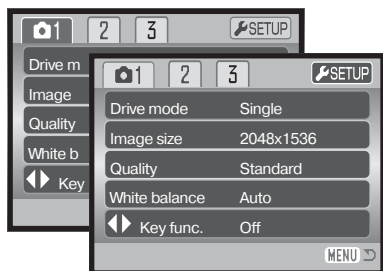 1 2 3 SETUP
Drive m
Image
Quality
White b
Key
1 2 3 SETUP
Drive mode Single
Image size 2048x1536
Quality Standard
White balance Auto
Key func. Off
MENU